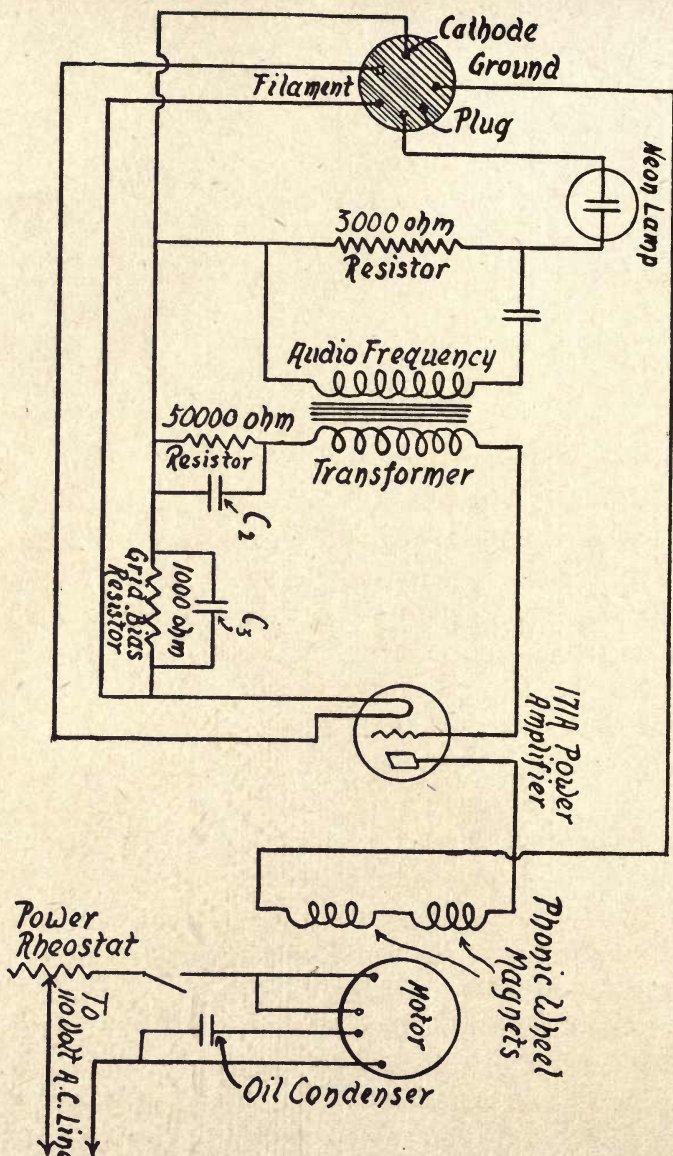 Cathode
Ground
Filament
Plug
Neon Lamp
3000 ohm
Resistor
Audio Frequency
50000 ohm
Resistor
Transformer
C2
1000 ohm
Grid Bias
Resistor
C3
171A Power
Amplifier
Phonic Wheel
Magnets
Power
Rheostat
Motor
To
110 Volt A.C. Line
Oil Condenser